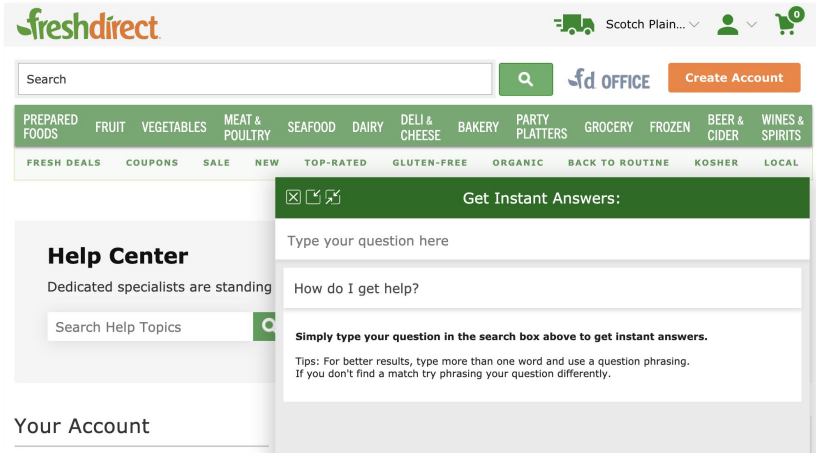 freshdirect.
Scotch Plain...
0
Search
fd OFFICE
Create Account
PREPARED FOODS
FRUIT
VEGETABLES
MEAT & POULTRY
SEAFOOD
DAIRY
DELI & CHEESE
BAKERY
PARTY PLATTERS
GROCERY
FROZEN
BEER & CIDER
WINES & SPIRITS
FRESH DEALS
COUPONS
SALE
NEW
TOP-RATED
GLUTEN-FREE
ORGANIC
BACK TO ROUTINE
KOSHER
LOCAL
Get Instant Answers:
Type your question here
How do I get help?
Simply type your question in the search box above to get instant answers.
Tips: For better results, type more than one word and use a question phrasing.
If you don't find a match try phrasing your question differently.
Help Center
Dedicated specialists are standing
Search Help Topics
Your Account